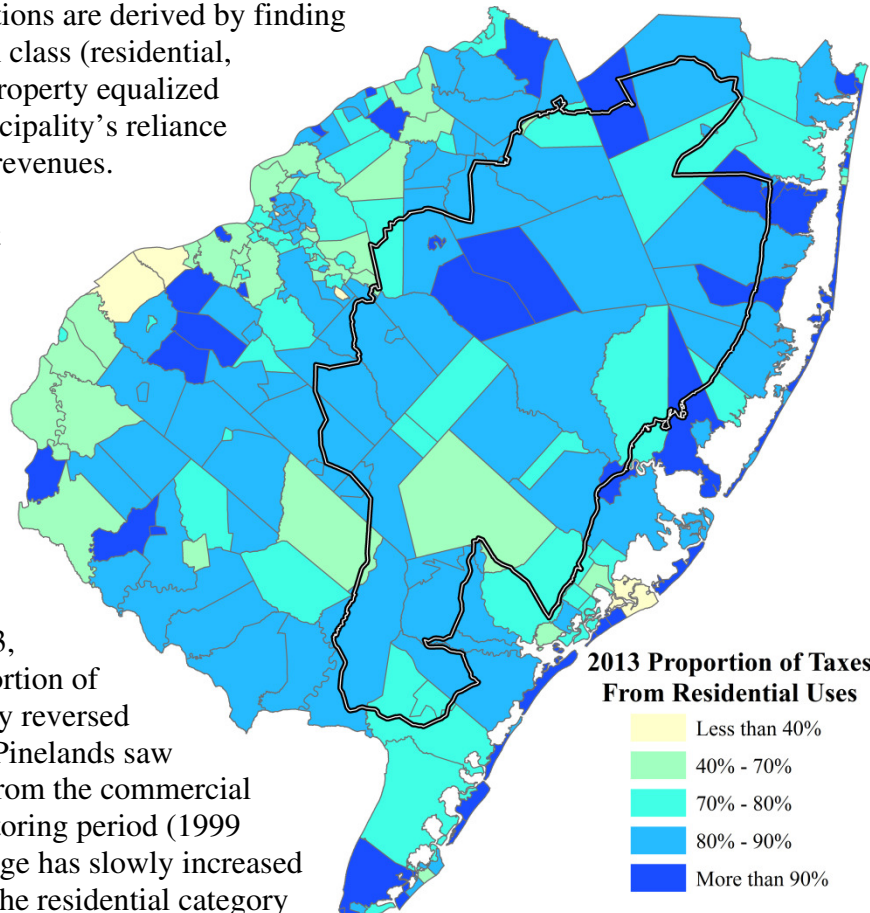 tions are derived by finding
class (residential,
roperty equalized
cipality's reliance
revenues.
3,
rtion of
y reversed
Pinelands saw
rom the commercial
toring period (1999
ge has slowly increased
he residential category
2013 Proportion of Taxes
From Residential Uses
Less than 40%
40% - 70%
70% - 80%
80% - 90%
More than 90%